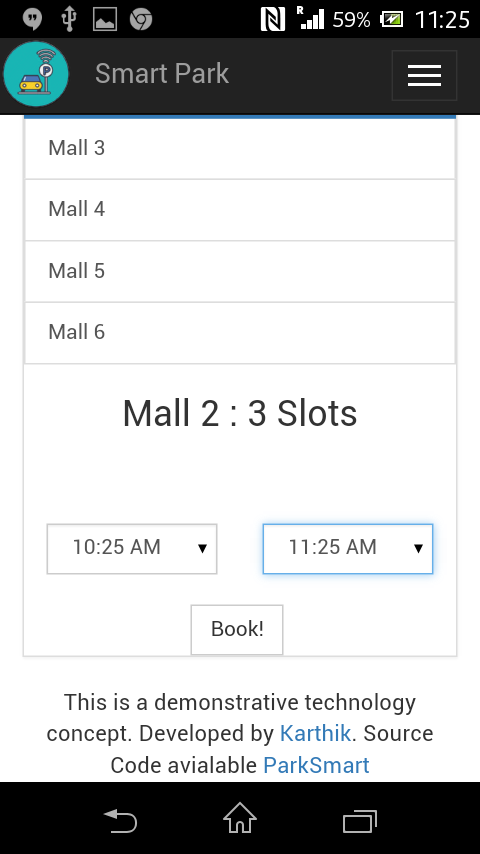 R 59% 11:25
P Smart Park
Mall 3
Mall 4
Mall 5
Mall 6
Mall 2 : 3 Slots
10:25 AM 11:25 AM
Book!
This is a demonstrative technology
concept. Developed by Karthik. Source
Code avialable ParkSmart